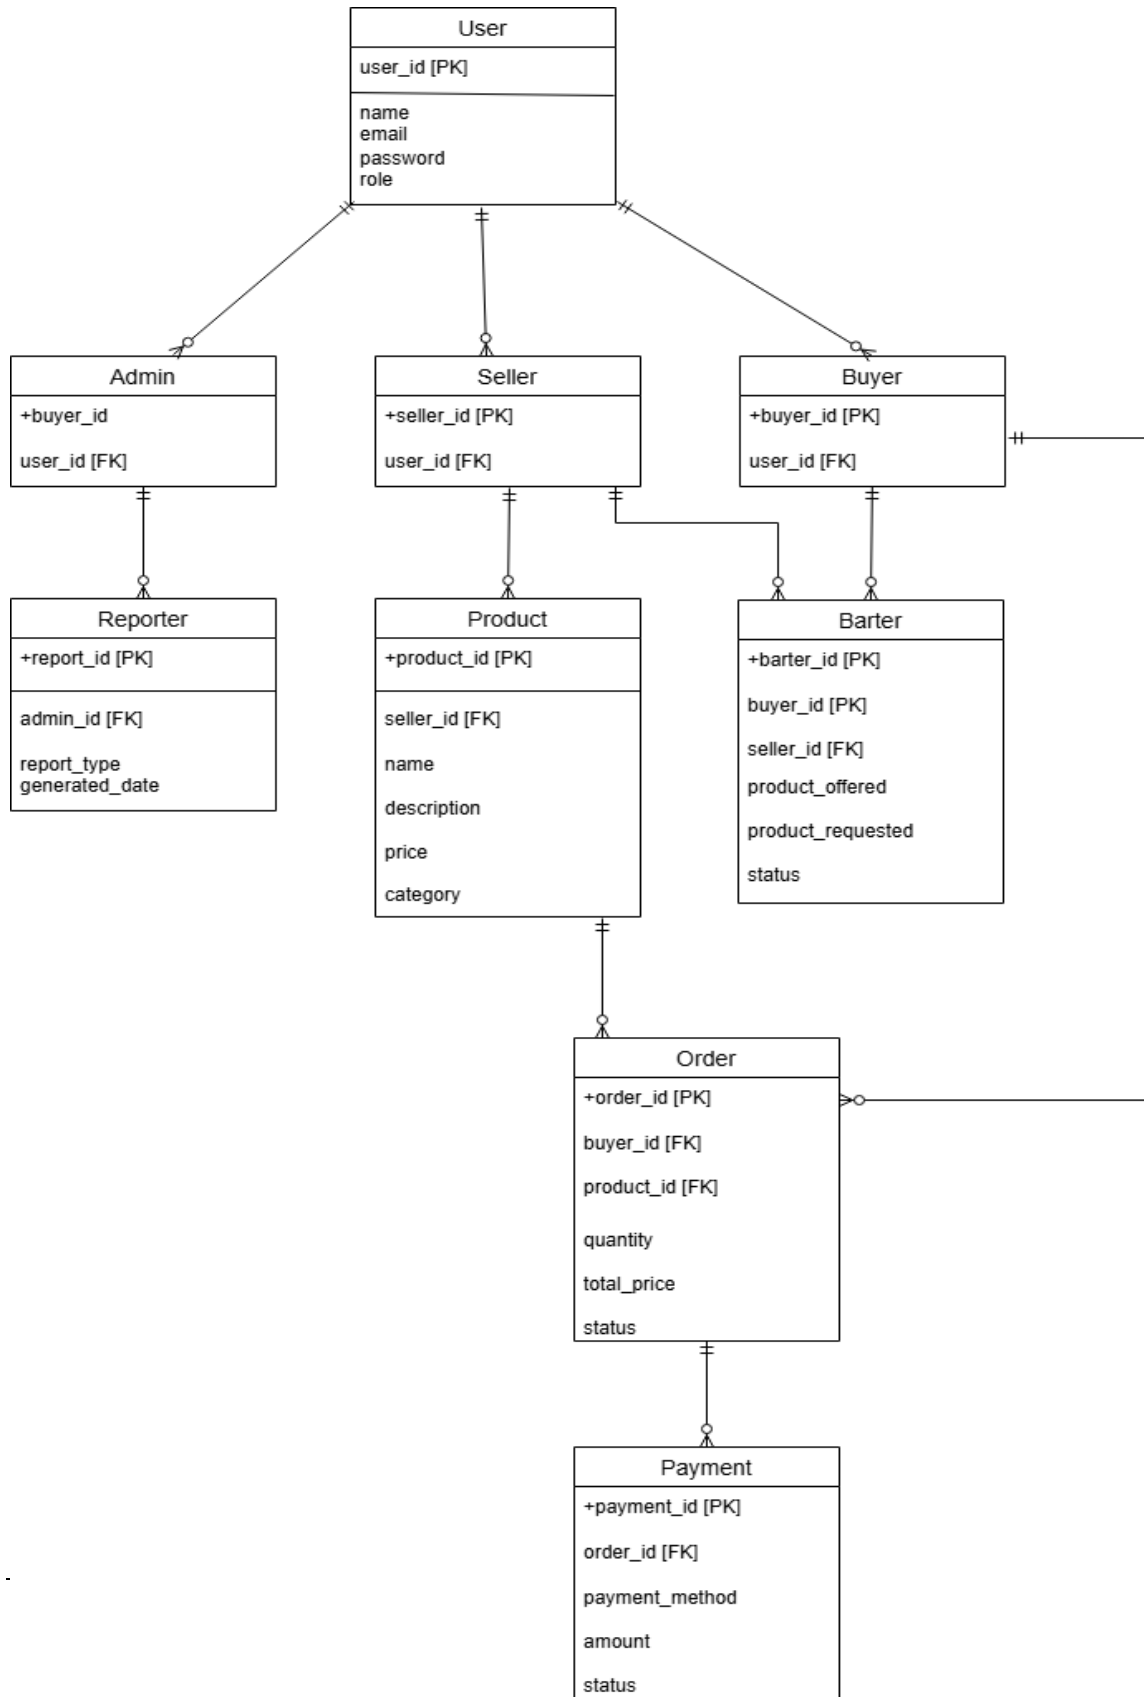 User
user_id [PK]
name
email
password
role
Admin
+buyer_id
user_id [FK]
Seller
+seller_id [PK]
user_id [FK]
Buyer
+buyer_id [PK]
user_id [FK]
Reporter
+report_id [PK]
admin_id [FK]
report_type
generated_date
Product
+product_id [PK]
seller_id [FK]
name
description
price
category
Barter
+barter_id [PK]
buyer_id [PK]
seller_id [FK]
product_offered
product_requested
status
Order
+order_id [PK]
buyer_id [FK]
product_id [FK]
quantity
total_price
status
Payment
+payment_id [PK]
order_id [FK]
payment_method
amount
status